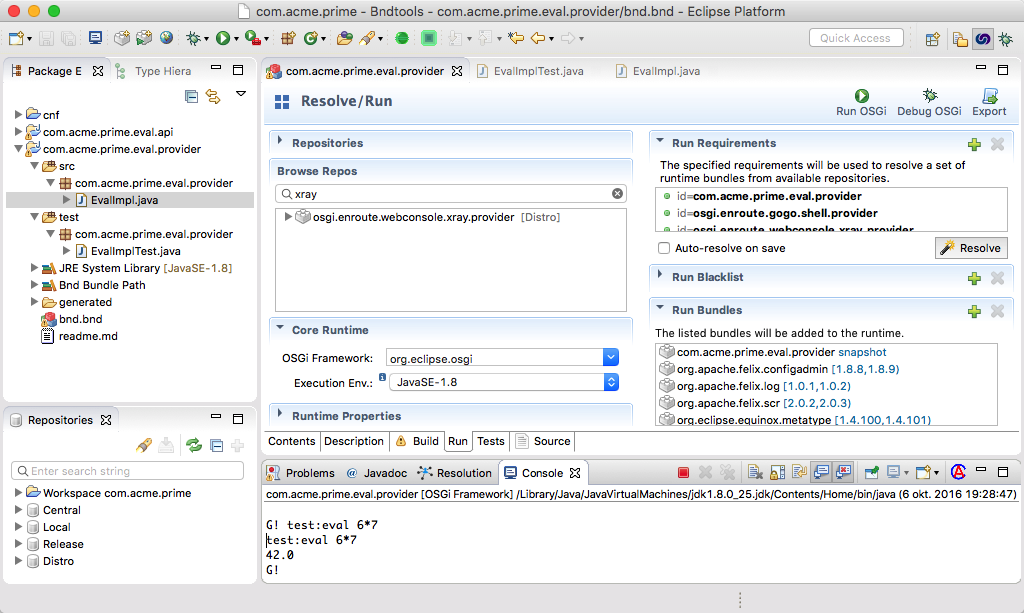 com.acme.prime - Bndtools - com.acme.prime.eval.provider/bnd.bnd - Eclipse Platform
Quick Access
Package E
Type Hiera
cnf
com.acme.prime.eval.api
com.acme.prime.eval.provider
src
com.acme.prime.eval.provider
EvalImpl.java
test
com.acme.prime.eval.provider
EvalImplTest.java
JRE System Library [JavaSE-1.8]
Bnd Bundle Path
generated
bnd.bnd
readme.md
Repositories
Enter search string
Workspace com.acme.prime
Central
Local
Release
Distro
com.acme.prime.eval.provider
EvalImplTest.java
EvalImpl.java
Resolve/Run
Run OSGi
Debug OSGi
Export
Repositories
Browse Repos
xray
osgi.enroute.webconsole.xray.provider [Distro]
Core Runtime
OSGi Framework:
org.eclipse.osgi
Execution Env.:
JavaSE-1.8
Runtime Properties
Run Requirements
The specified requirements will be used to resolve a set of
runtime bundles from available repositories.
id=com.acme.prime.eval.provider
id=osgi.enroute.gogo.shell.provider
id=osgi.enroute.webconsole.xray.provider
Auto-resolve on save
Resolve
Run Blacklist
Run Bundles
The listed bundles will be added to the runtime.
com.acme.prime.eval.provider snapshot
org.apache.felix.configadmin [1.8.8,1.8.9)
org.apache.felix.log [1.0.1,1.0.2)
org.apache.felix.scr [2.0.2,2.0.3)
org.eclipse.equinox.metatype [1.4.100,1.4.101)
Contents
Description
Build
Run
Tests
Source
Problems
Javadoc
Resolution
Console
com.acme.prime.eval.provider [OSGi Framework] /Library/Java/JavaVirtualMachines/jdk1.8.0_25.jdk/Contents/Home/bin/java (6 okt. 2016 19:28:47)
G! test:eval 6*7
test:eval 6*7
42.0
G!